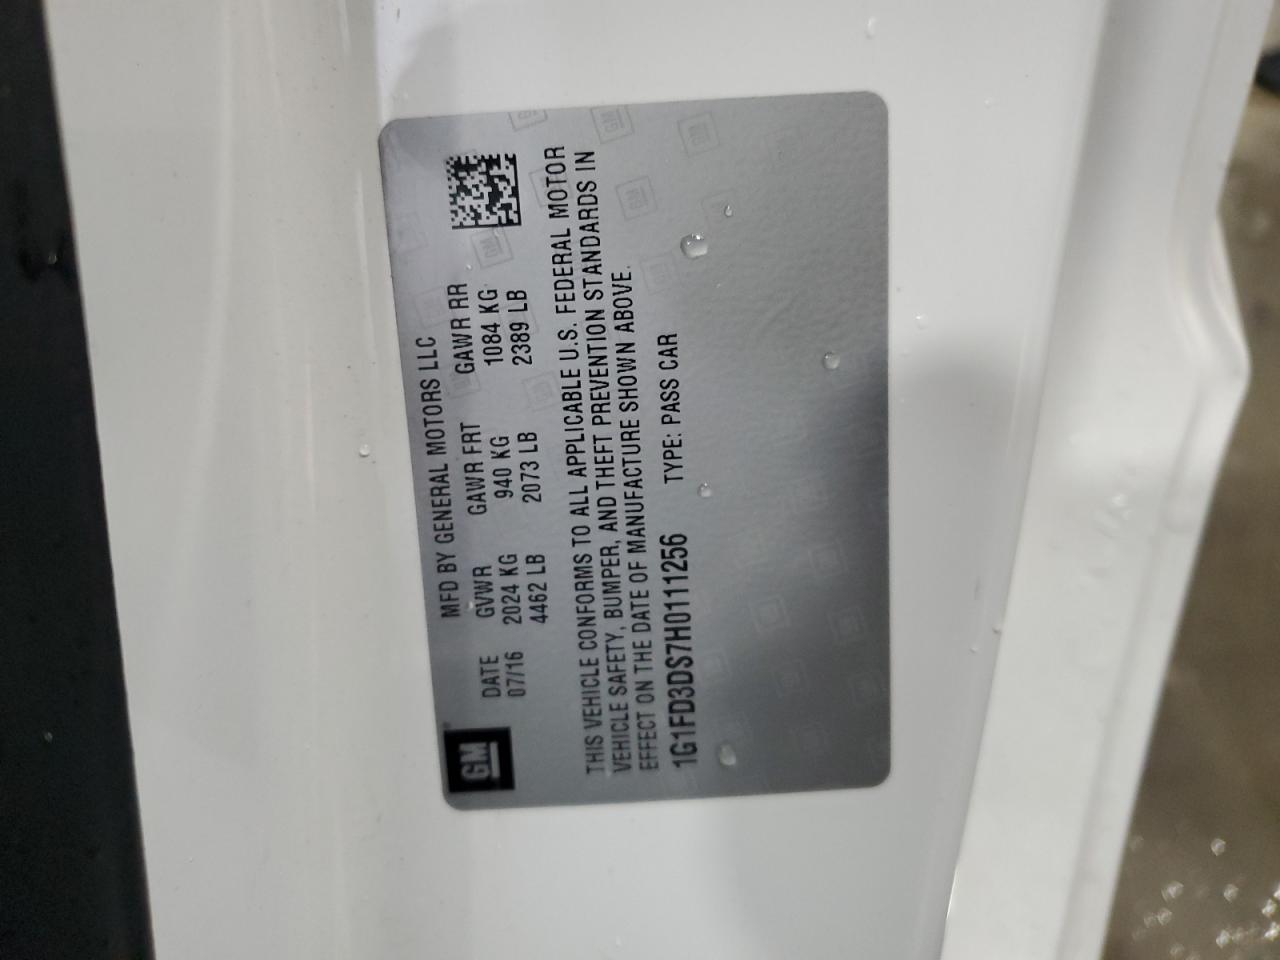 MFD BY GENERAL MOTORS LLC
DATE GVWR GAWR FRT GAWR RR
07/16 2024 KG 940 KG 1084 KG
4462 LB 2073 LB 2389 LB
GM
THIS VEHICLE CONFORMS TO ALL APPLICABLE U.S. FEDERAL MOTOR
VEHICLE SAFETY, BUMPER, AND THEFT PREVENTION STANDARDS IN
EFFECT ON THE DATE OF MANUFACTURE SHOWN ABOVE.
1G1FD3DS7H0111256 TYPE: PASS CAR